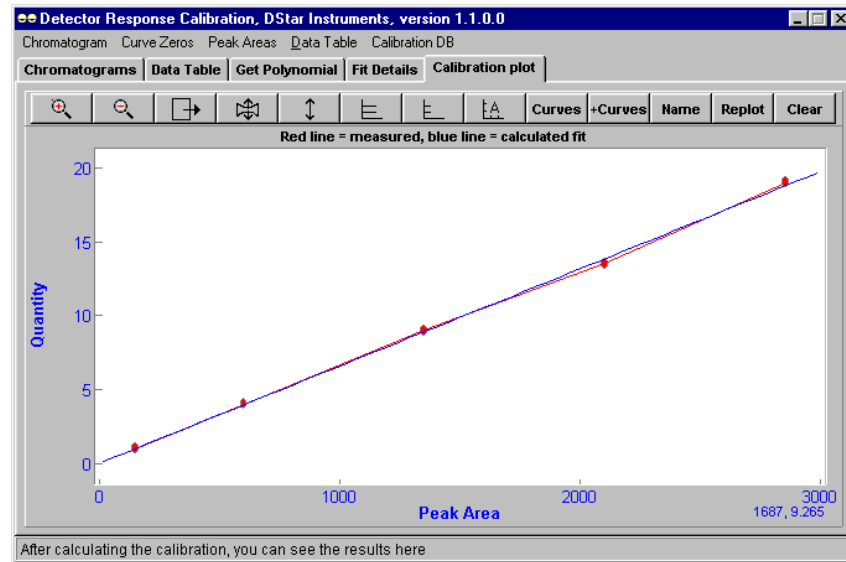 Detector Response Calibration, DStar Instruments, version 1.1.0.0
Chromatogram Curve Zeros Peak Areas Data Table Calibration DB
Chromatograms Data Table Get Polynomial Fit Details Calibration plot
A Curves +Curves Name Replot Clear
Red line = measured, blue line = calculated fit
20
15
10
5
0
Quantity
0 1000 2000 3000
Peak Area
1687, 9.265
After calculating the calibration, you can see the results here